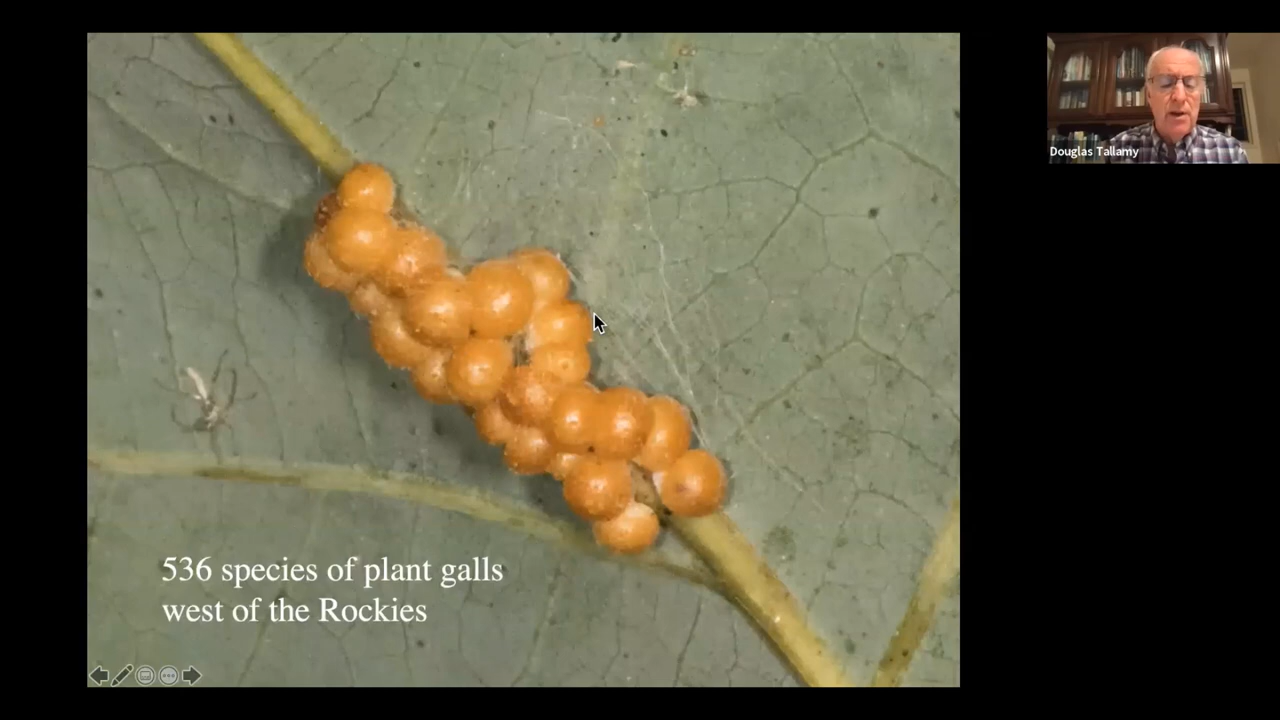 Douglas Tallamy
536 species of plant galls
west of the Rockies